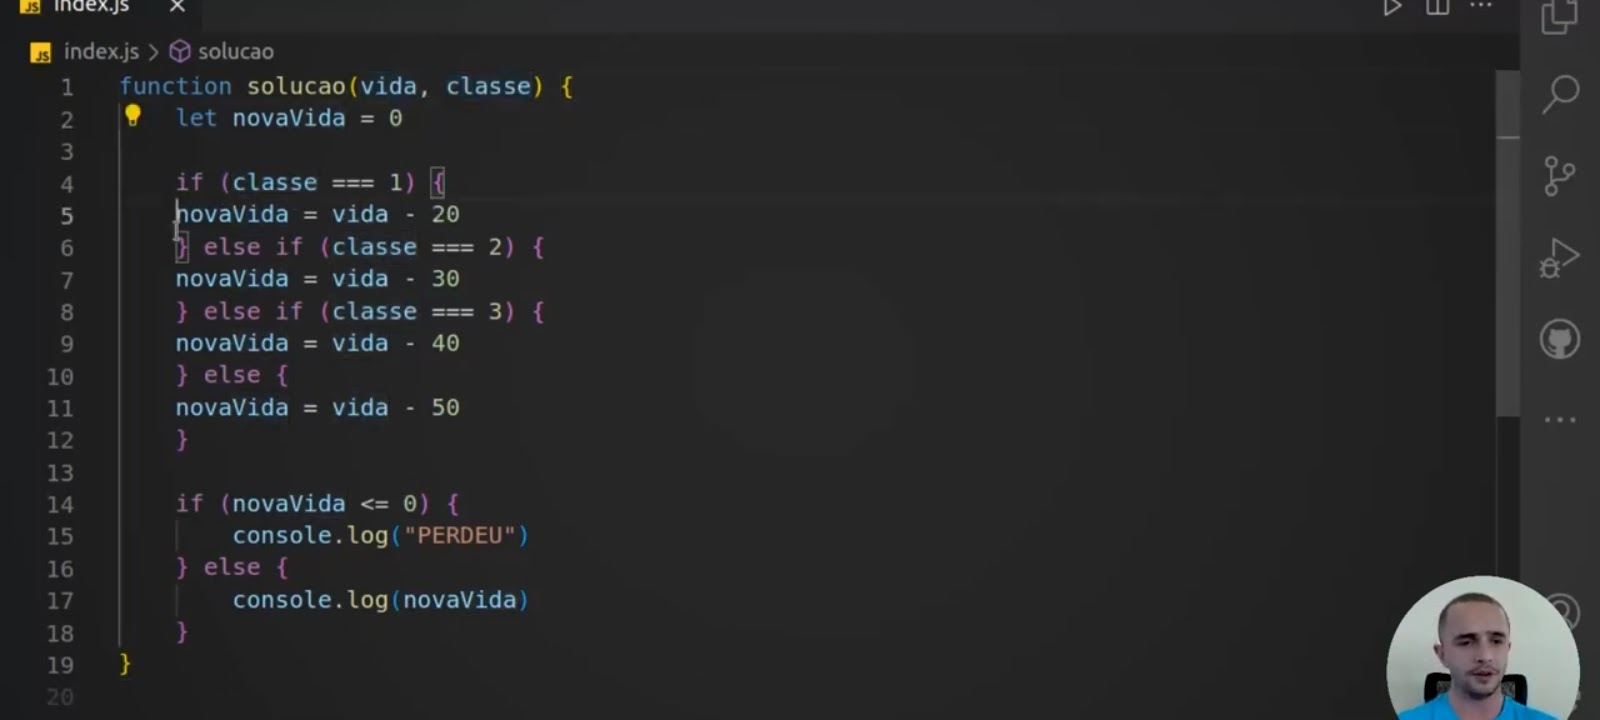 JS index.js ×
JS index.js > solucao
1 function solucao(vida, classe) {
2 let novaVida = 0
3
4 if (classe === 1) {
5 novaVida = vida - 20
6 } else if (classe === 2) {
7 novaVida = vida - 30
8 } else if (classe === 3) {
9 novaVida = vida - 40
10 } else {
11 novaVida = vida - 50
12 }
13
14 if (novaVida <= 0) {
15 console.log("PERDEU")
16 } else {
17 console.log(novaVida)
18 }
19 }
20